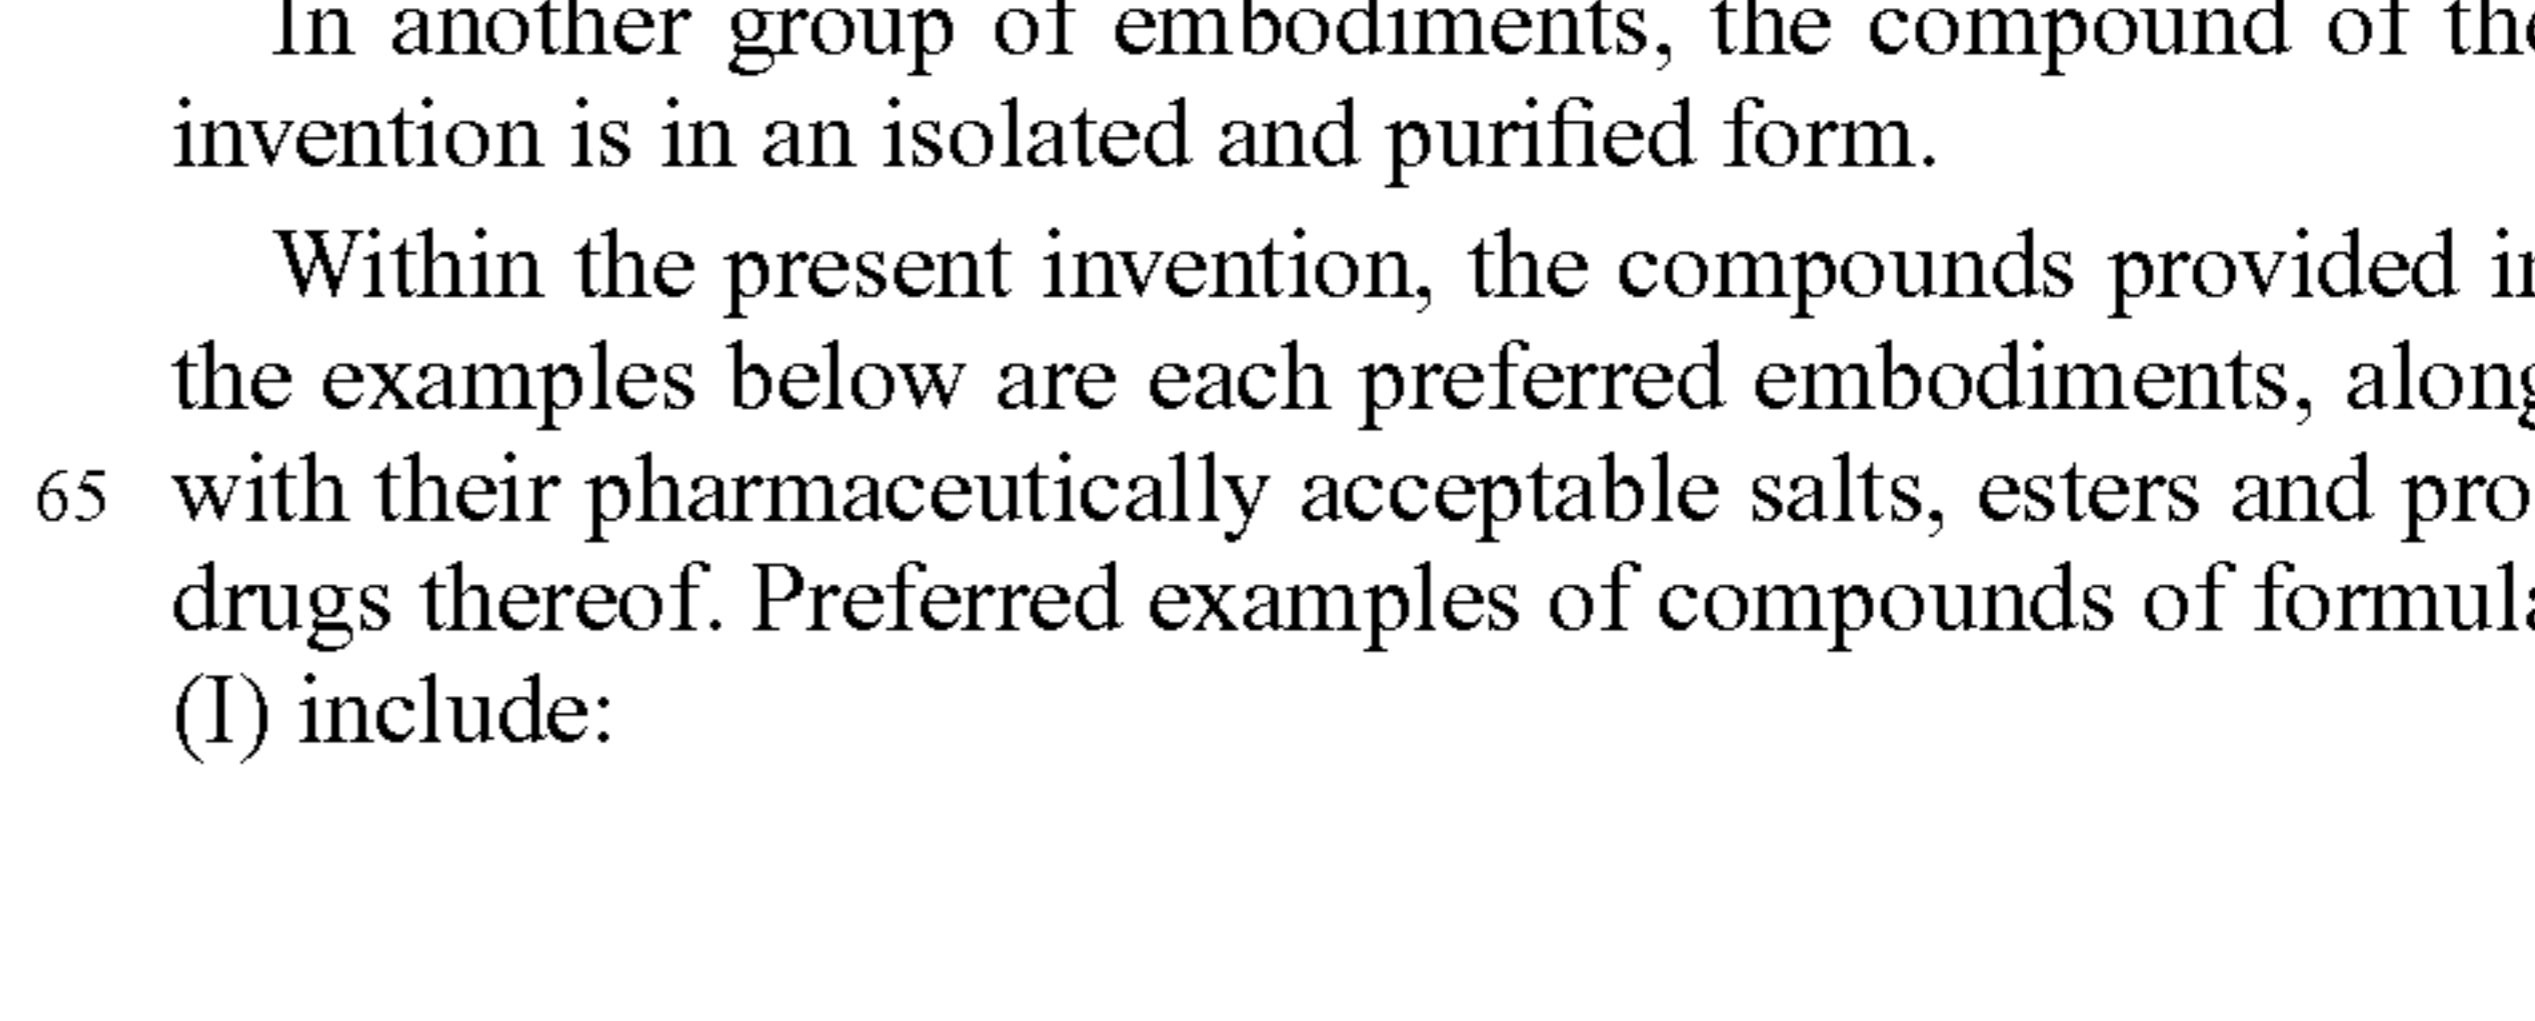 In another group of embodiments, the compound of the
invention is in an isolated and purified form.
Within the present invention, the compounds provided in
the examples below are each preferred embodiments, along
65 with their pharmaceutically acceptable salts, esters and pro
drugs thereof. Preferred examples of compounds of formula
(I) include: